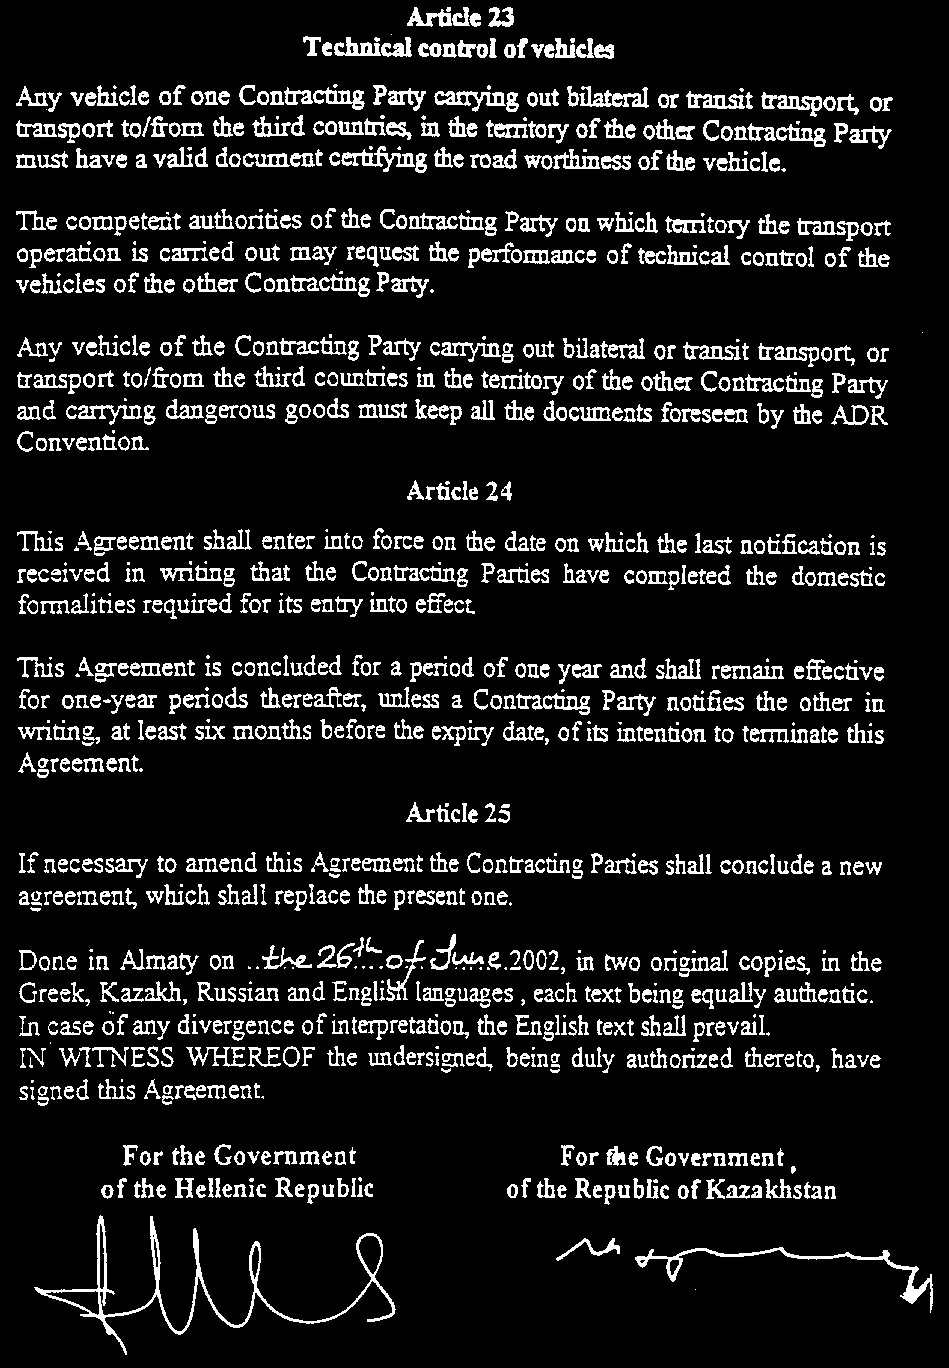 Article 23
Technical control of vehicles
Any vehicle of one Contracting Party carrying out bilateral or transit transport, or
transport to/from the third countries, in the territory of the other Contracting Party
must have a valid document certifying the road worthiness of the vehicle.
The competent authorities of the Contracting Party on which territory the transport
operation is carried out may request the performance of technical control of the
vehicles of the other Contracting Party.
Any vehicle of the Contracting Party carrying out bilateral or transit transport, or
transport to/from the third countries in the territory of the other Contracting Party
and carrying dangerous goods must keep all the documents foreseen by the ADR
Convention.
Article 24
This Agreement shall enter into force on the date on which the last notification is
received in writing that the Contracting Parties have completed the domestic
formalities required for its entry into effect.
This Agreement is concluded for a period of one year and shall remain effective
for one-year periods thereafter, unless a Contracting Party notifies the other in
writing, at least six months before the expiry date, of its intention to terminate this
Agreement.
Article 25
If necessary to amend this Agreement the Contracting Parties shall conclude a new
agreement, which shall replace the present one.
Done in Almaty on ..the 26th of June.2002, in two original copies, in the
Greek, Kazakh, Russian and English languages , each text being equally authentic.
In case of any divergence of interpretation, the English text shall prevail.
IN WITNESS WHEREOF the undersigned, being duly authorized thereto, have
signed this Agreement.
For the Government
of the Hellenic Republic
For the Government
of the Republic of Kazakhstan